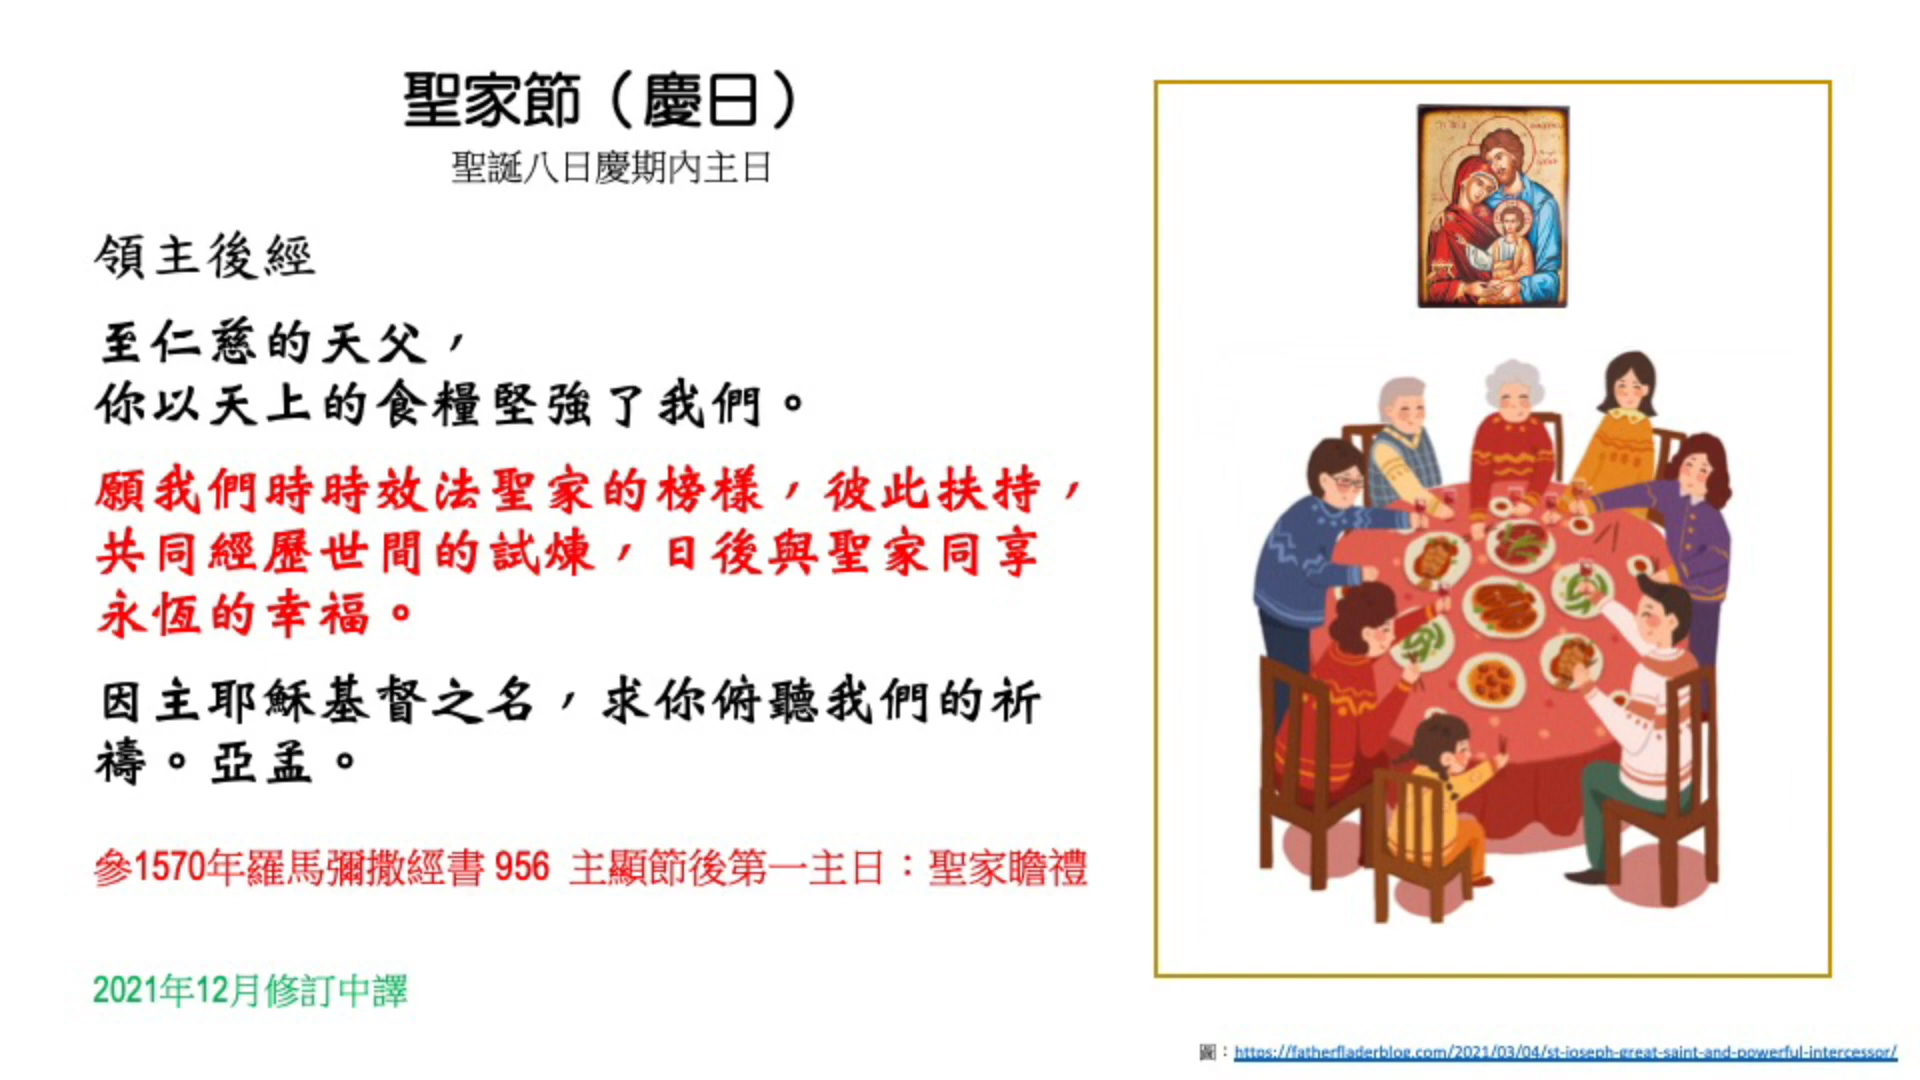 聖家節（慶日）
聖誕八日慶期內主日
領主後經
至仁慈的天父，
你以天上的食糧堅強了我們。
願我們時時效法聖家的榜樣，彼此扶持，
共同經歷世間的試煉，日後與聖家同享
永恆的幸福。
因主耶穌基督之名，求你俯聽我們的祈
禱。亞孟。
參1570年羅馬彌撒經書 956 主顯節後第一主日：聖家瞻禮
2021年12月修訂中譯
圖：https://fatherfladerblog.com/2021/03/04/st-joseph-great-saint-and-powerful-intercessor/